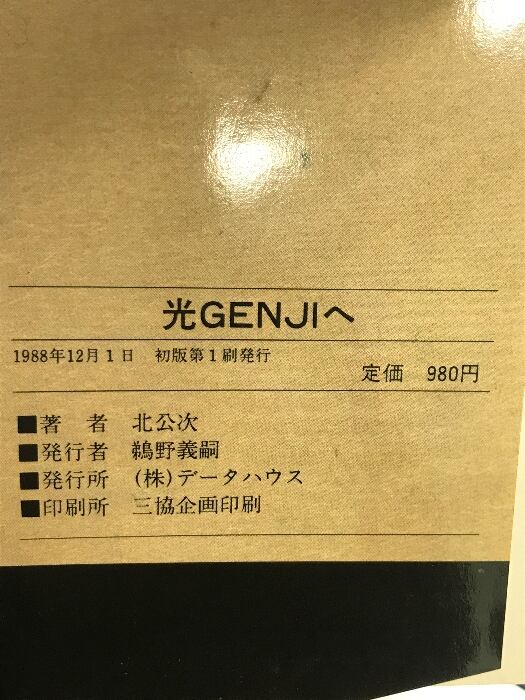 光GENJIへ
1988年12月1日 初版第1刷発行
定価 980円
■著 者 北公次
■発行者 鵜野義嗣
■発行所 (株)データハウス
■印刷所 三協企画印刷